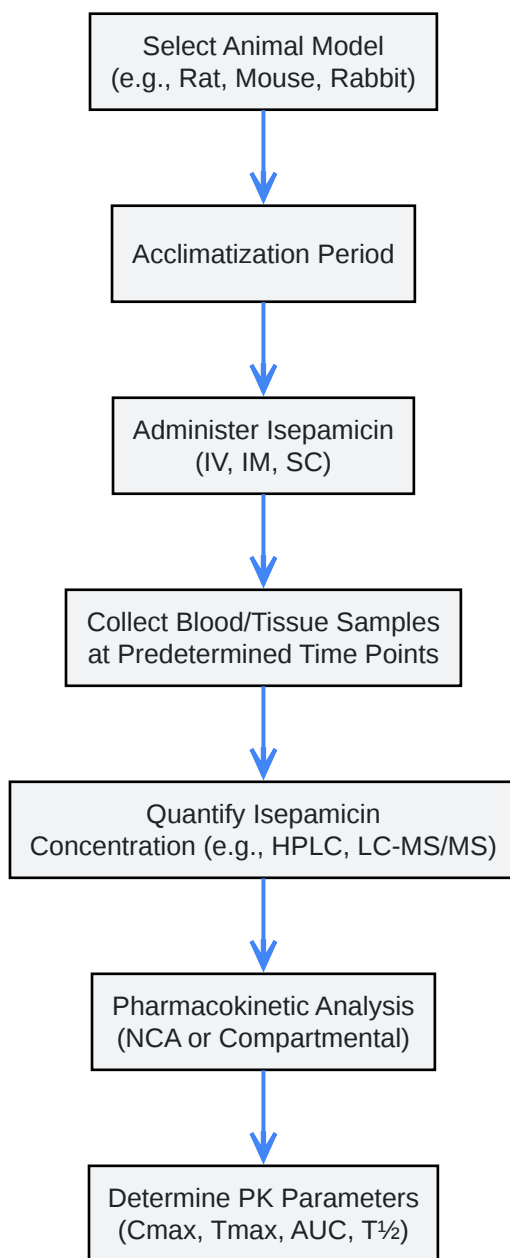 Select Animal Model
(e.g., Rat, Mouse, Rabbit)
Acclimatization Period
Administer Isepamicin
(IV, IM, SC)
Collect Blood/Tissue Samples
at Predetermined Time Points
Quantify Isepamicin
Concentration (e.g., HPLC, LC-MS/MS)
Pharmacokinetic Analysis
(NCA or Compartmental)
Determine PK Parameters
(Cmax, Tmax, AUC, T½)